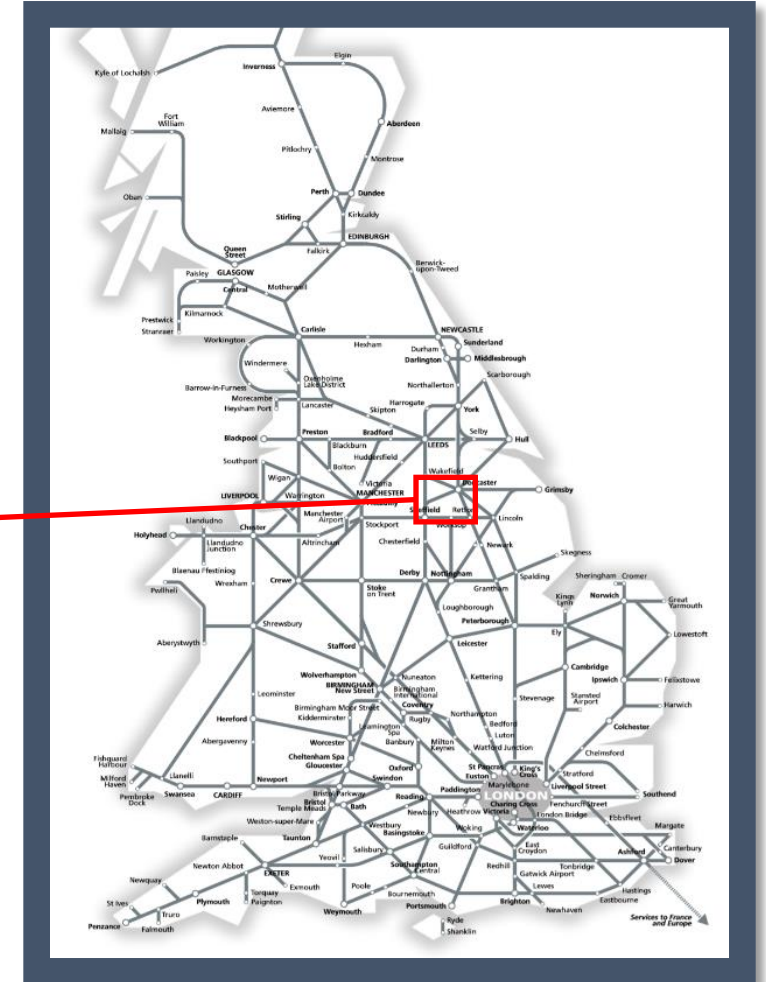 Elgin
Inverness
Kyle of Lochalsh
Aviemore
Fort
William
Mallaig
Aberdeen
Pitlochry
Montrose
Perth
Dundee
Oban
Stirling
Kirkcaldy
EDINBURGH
Queen
Street
Falkirk
GLASGOW
Central
Paisley
Motherwell
Berwick-
upon-Tweed
Kilmarnock
Prestwick
Stranraer
Carlisle
NEWCASTLE
Workington
Hexham
Sunderland
Durham
Darlington
Middlesbrough
Windermere
Oxenholme
Lake District
Northallerton
Scarborough
Barrow-in-Furness
Morecambe
Heysham Port
Lancaster
Skipton
Harrogate
York
Blackpool
Preston
Bradford
LEEDS
Selby
Hull
Blackburn
Huddersfield
Southport
Bolton
Wakefield
Wigan
Victoria
Doncaster
Grimsby
LIVERPOOL
Warrington
MANCHESTER
Sheffield
Manchester
Airport
Stockport
Worksop
Lincoln
Llandudno
Chester
Holyhead
Llandudno
Junction
Altrincham
Chesterfield
Newark
Skegness
Blaenau Ffestiniog
Wrexham
Crewe
Derby
Nottingham
Pwllheli
Stoke
on Trent
Grantham
Spalding
Sheringham
Cromer
Kings
Lynn
Norwich
Great
Yarmouth
Loughborough
Aberystwyth
Shrewsbury
Peterborough
Ely
Lowestoft
Stafford
Leicester
Wolverhampton
BIRMINGHAM
New Street
Nuneaton
Birmingham
International
Kettering
Cambridge
Ipswich
Felixstowe
Leominster
Birmingham Moor Street
Kidderminster
Coventry
Stevenage
Stansted
Airport
Harwich
Hereford
Rugby
Northampton
Leamington
Spa
Bedford
Colchester
Abergavenny
Worcester
Banbury
Milton
Keynes
Luton
Watford Junction
Chelmsford
Cheltenham Spa
Gloucester
Oxford
St Pancras
Euston
King's
Cross
Stratford
Fishguard
Harbour
Milford
Haven
Pembroke
Dock
Llanelli
Swansea
CARDIFF
Newport
Swindon
Marylebone
Liverpool Street
Bristol Parkway
Bristol
Temple Meads
Bath
Reading
Paddington
LONDON
Southend
Charing Cross
Fenchurch Street
Newbury
Heathrow
Victoria
London Bridge
Ebbsfleet
Weston-super-Mare
Westbury
Basingstoke
Woking
Waterloo
Margate
Barnstaple
Taunton
Guildford
East
Croydon
Canterbury
Ashford
Dover
Yeovil
Salisbury
Newton Abbot
EXETER
Southampton
Central
Redhill
Tonbridge
Gatwick Airport
Newquay
Exmouth
Poole
Lewes
Hastings
Torquay
Paignton
Bournemouth
Eastbourne
St Ives
Plymouth
Weymouth
Portsmouth
Brighton
Newhaven
Truro
Penzance
Falmouth
Ryde
Shanklin
Services to France
and Europe